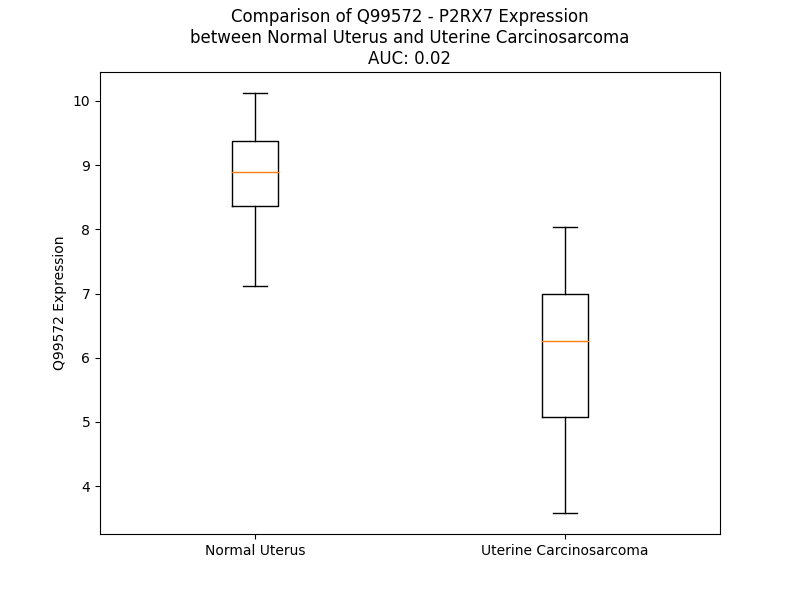 Comparison of Q99572 - P2RX7 Expression
between Normal Uterus and Uterine Carcinosarcoma
AUC: 0.02
10
9
8
7
6
5
4
Q99572 Expression
Normal Uterus
Uterine Carcinosarcoma